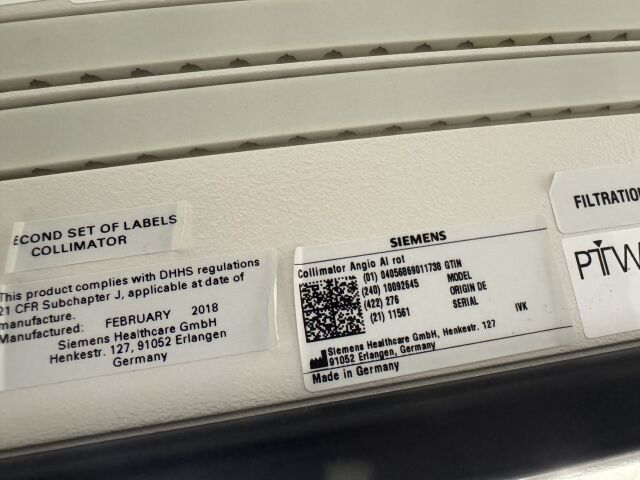 ECOND SET OF LABELS
COLLIMATOR
This product complies with DHHS regulations
21 CFR Subchapter J, applicable at date of
manufacture.
Manufactured: FEBRUARY 2018
Siemens Healthcare GmbH
Henkestr. 127, 91052 Erlangen
Germany
SIEMENS
Collimator Angio Al rol
(01) 04056869011738 GTIN
(240) 10092645 MODEL
(422) 276 ORIGIN DE
(21) 11561 SERIAL
IVK
Siemens Healthcare GmbH, Henkestr. 127
91052 Erlangen, Germany
Made in Germany
FILTRATIO
PTW